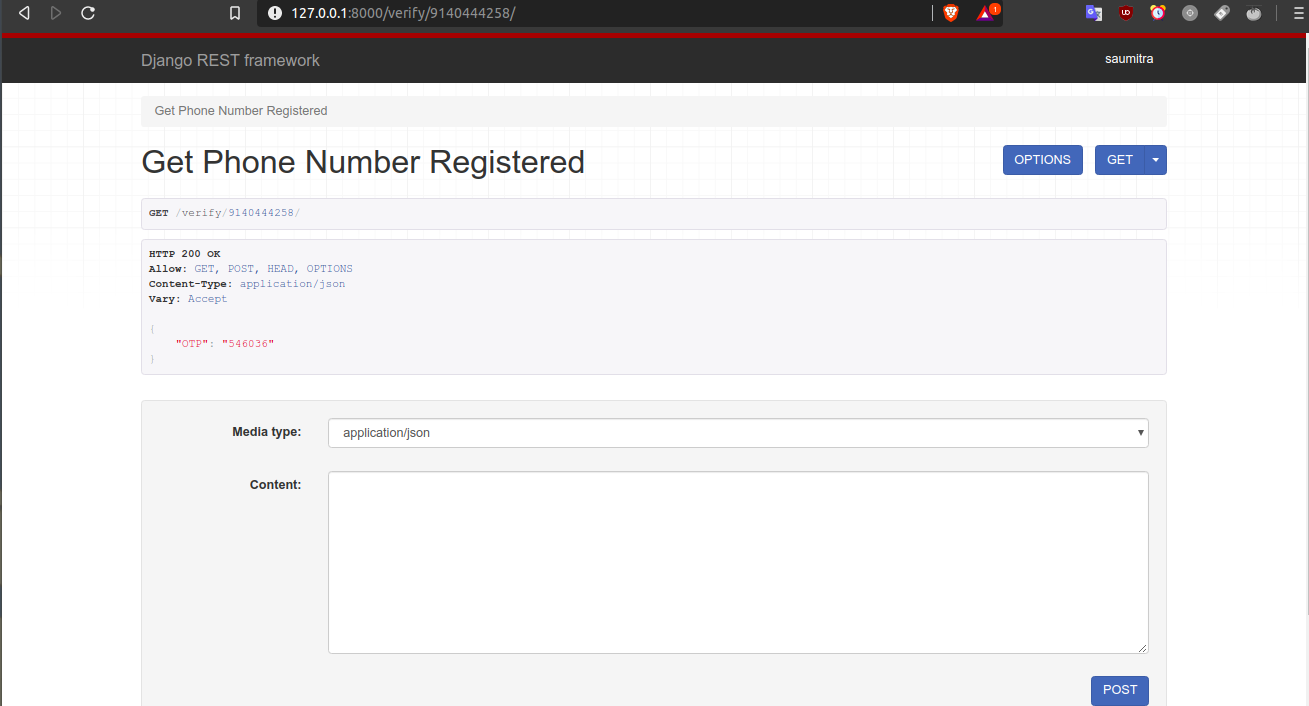 127.0.0.1:8000/verify/9140444258/
1
Django REST framework
saumitra
Get Phone Number Registered
Get Phone Number Registered
OPTIONS
GET
GET /verify/9140444258/
HTTP 200 OK
Allow: GET, POST, HEAD, OPTIONS
Content-Type: application/json
Vary: Accept
{
"OTP": "546036"
}
Media type:
application/json
Content:
POST